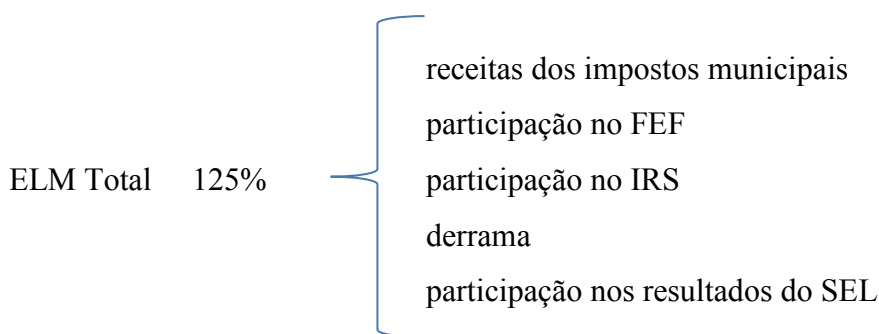 receitas dos impostos municipais
participação no FEF
ELM Total 125% participação no IRS
derrama
participação nos resultados do SEL